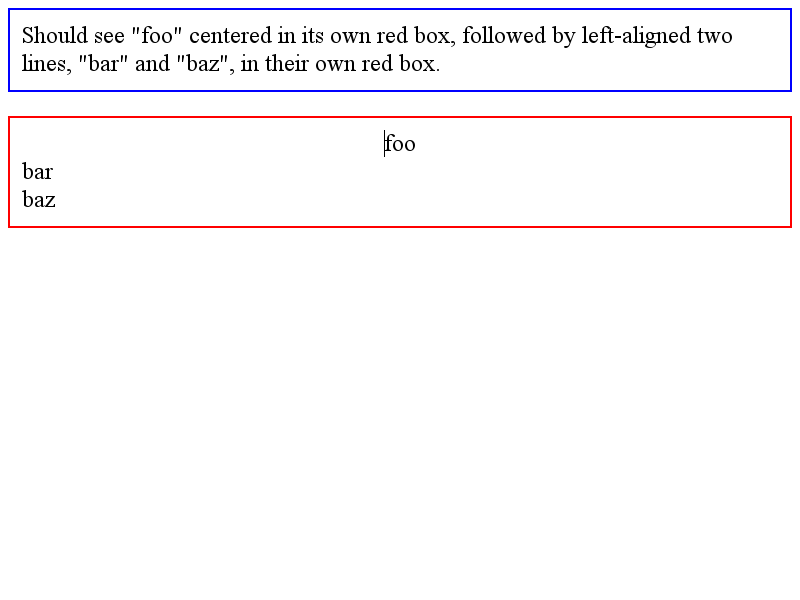 Should see "foo" centered in its own red box, followed by left-aligned two
lines, "bar" and "baz", in their own red box.
foo
bar
baz